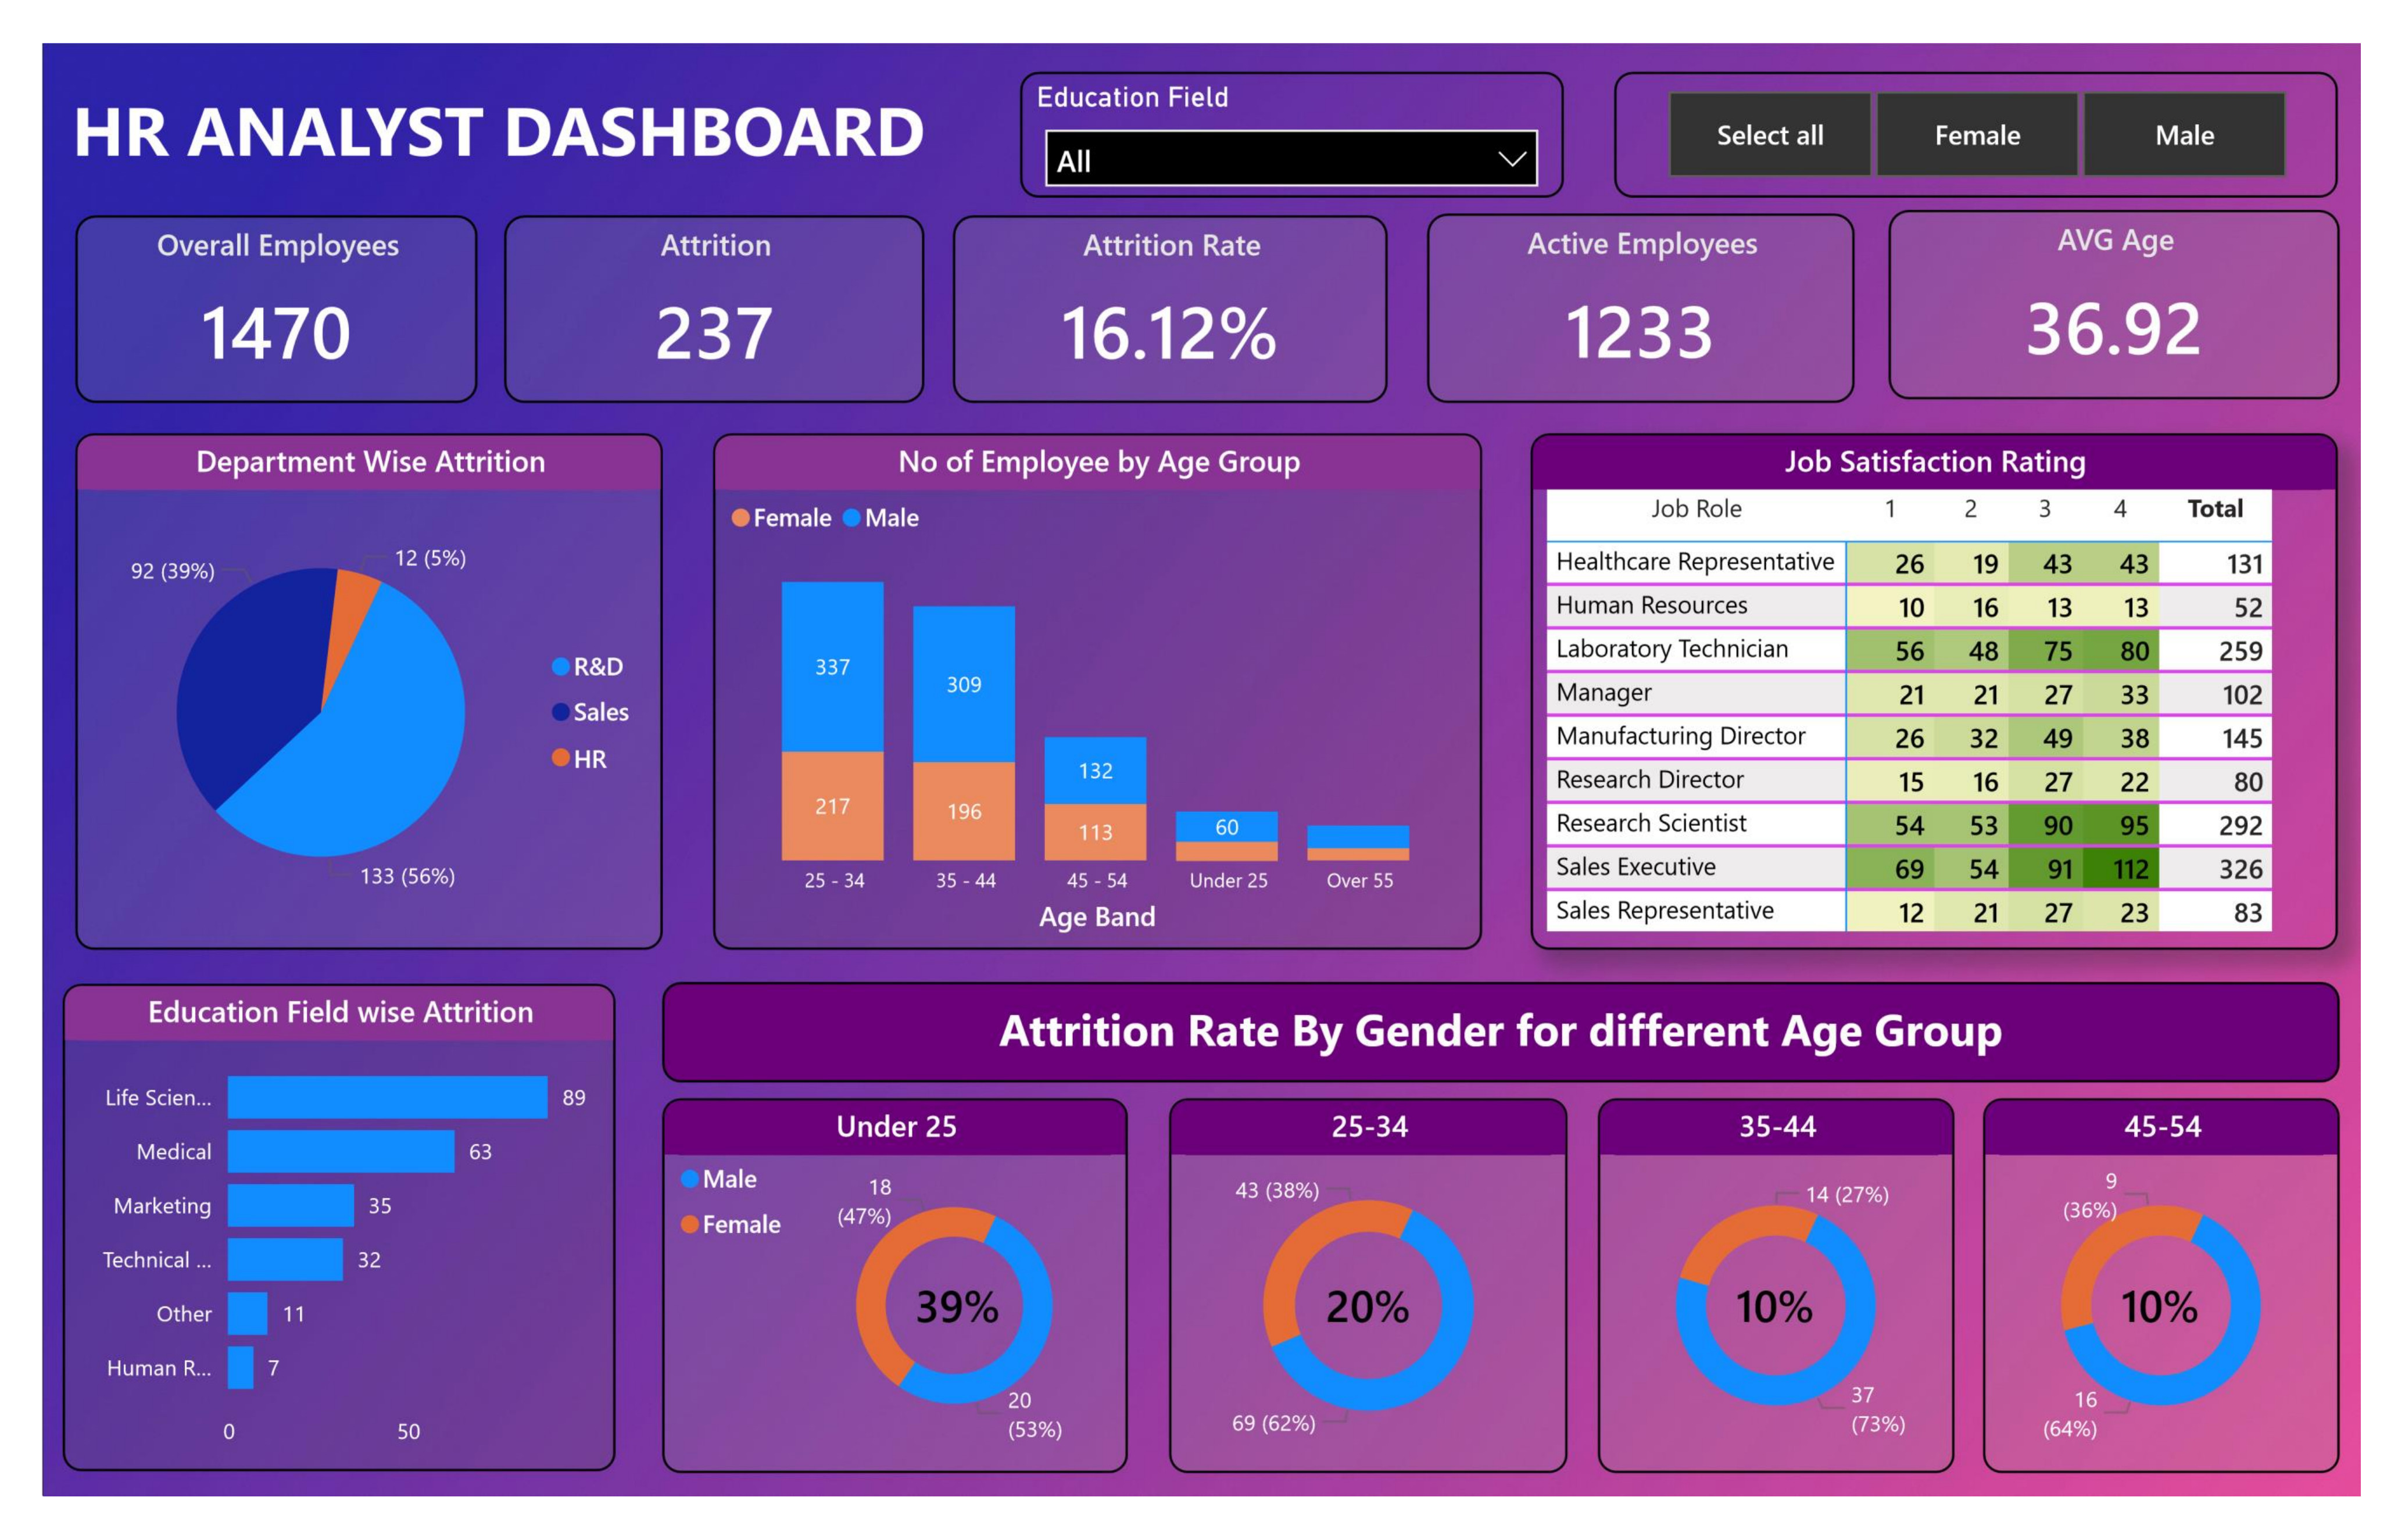 HR ANALYST DASHBOARD
Education Field
All
Select all
Female
Male
Overall Employees
1470
Attrition
237
Attrition Rate
16.12%
Active Employees
1233
AVG Age
36.92
Department Wise Attrition
92 (39%)
12 (5%)
133 (56%)
R&D
Sales
HR
No of Employee by Age Group
Female Male
337
309
132
60
217
196
113
25 - 34 35 - 44 45 - 54 Under 25 Over 55
Age Band
Job Satisfaction Rating
Job Role 1 2 3 4 Total
Healthcare Representative 26 19 43 43 131
Human Resources 10 16 13 13 52
Laboratory Technician 56 48 75 80 259
Manager 21 21 27 33 102
Manufacturing Director 26 32 49 38 145
Research Director 15 16 27 22 80
Research Scientist 54 53 90 95 292
Sales Executive 69 54 91 112 326
Sales Representative 12 21 27 23 83
Education Field wise Attrition
Life Scien... 89
Medical 63
Marketing 35
Technical ... 32
Other 11
Human R... 7
0 50
Attrition Rate By Gender for different Age Group
Under 25
Male
Female
18
(47%)
39%
20
(53%)
25-34
43 (38%)
20%
69 (62%)
35-44
14 (27%)
10%
37
(73%)
45-54
9
(36%)
10%
16
(64%)